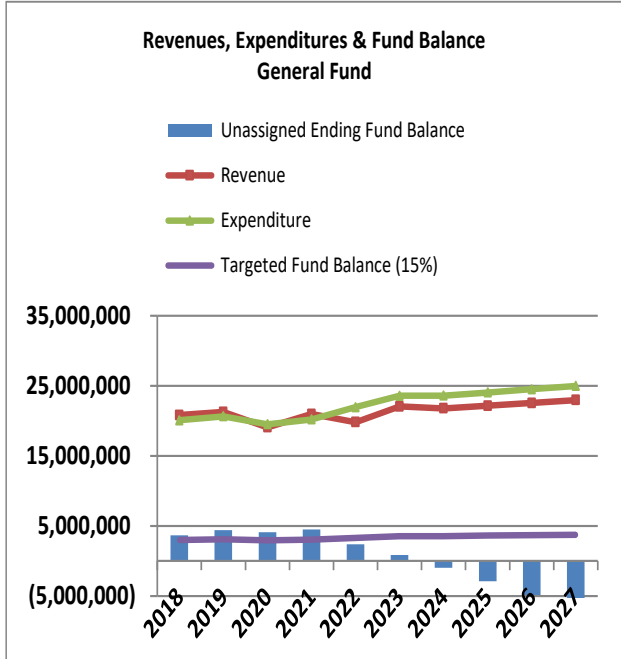 Revenues, Expenditures & Fund Balance
General Fund
Unassigned Ending Fund Balance
Revenue
Expenditure
Targeted Fund Balance (15%)
35,000,000
25,000,000
15,000,000
5,000,000
(5,000,000)
2018 2019 2020 2021 2022 2023 2024 2025 2026 2027